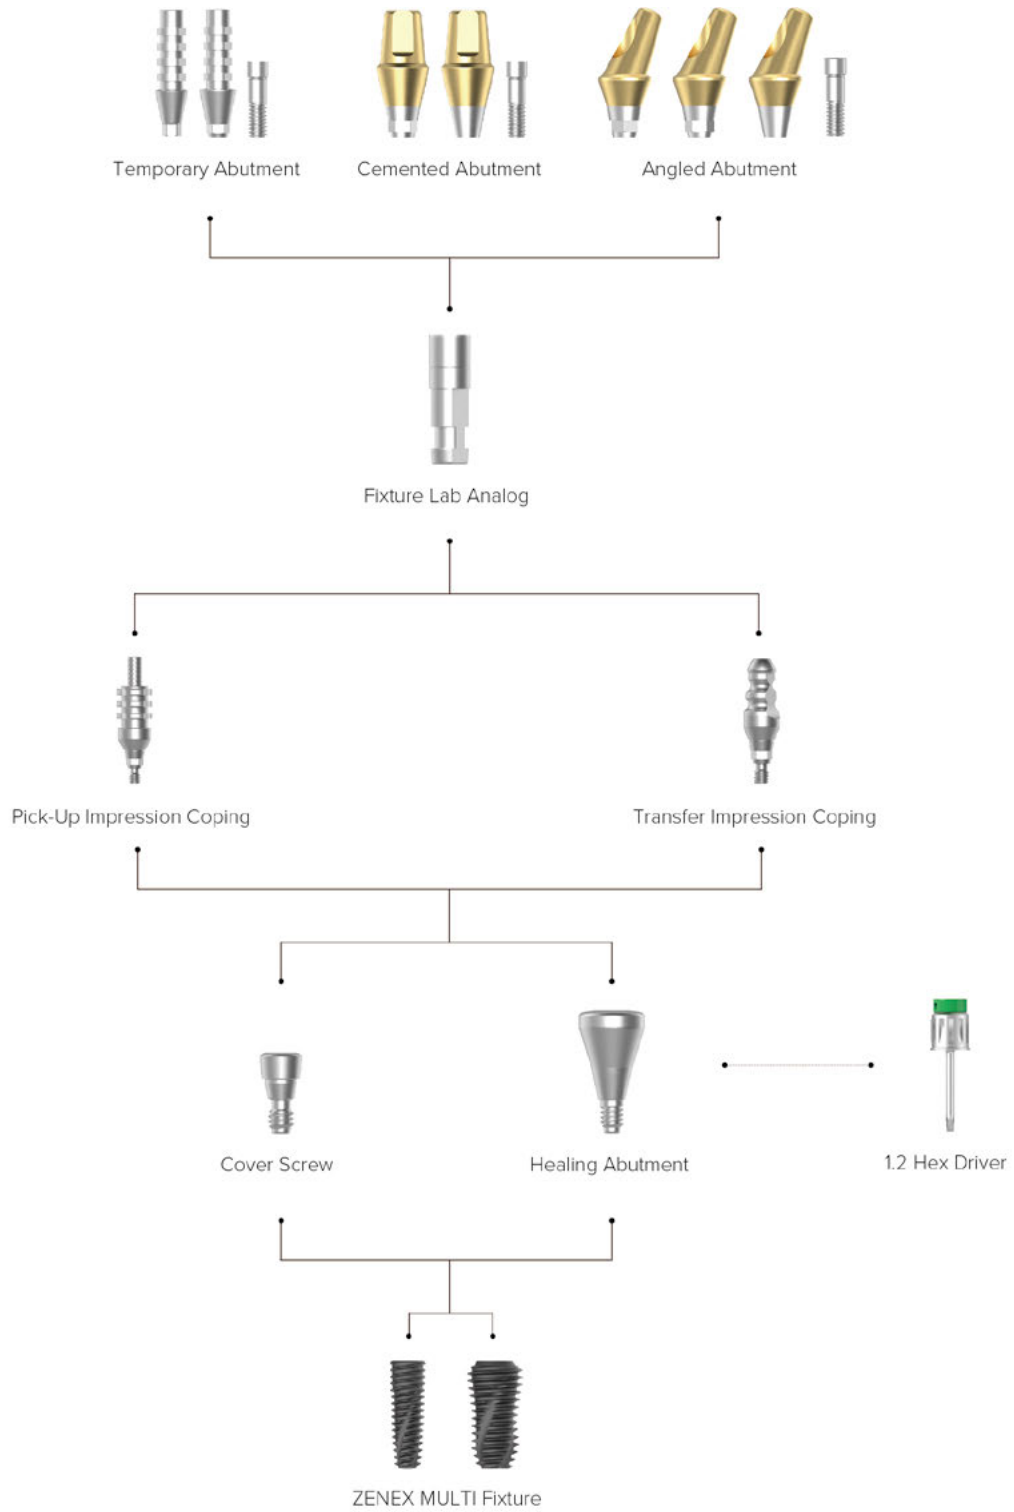 Temporary Abutment
Cemented Abutment
Angled Abutment
Fixture Lab Analog
Pick-Up Impression Coping
Transfer Impression Coping
Cover Screw
Healing Abutment
1.2 Hex Driver
ZENEX MULTI Fixture